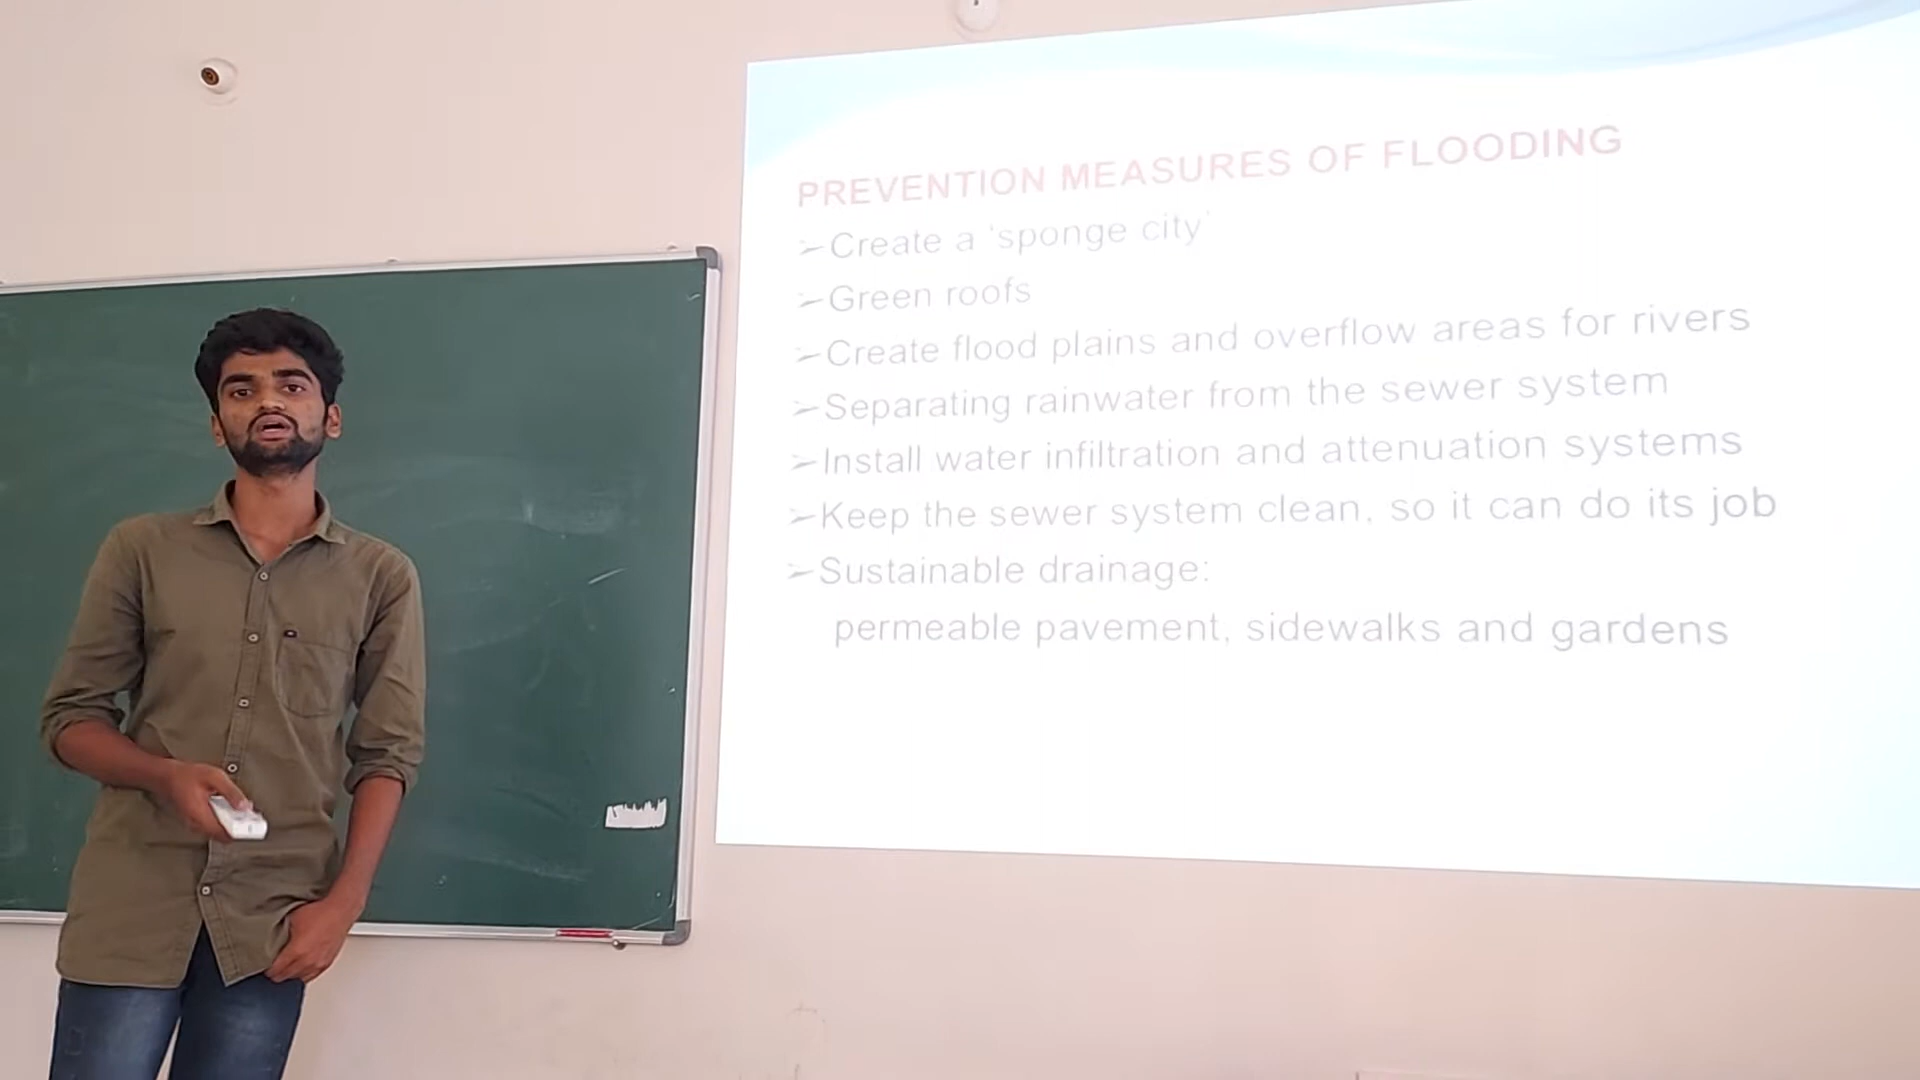 PREVENTION MEASURES OF FLOODING
➢Create a ‘sponge city’
➢Green roofs
➢Create flood plains and overflow areas for rivers
➢Separating rainwater from the sewer system
➢Install water infiltration and attenuation systems
➢Keep the sewer system clean, so it can do its job
➢Sustainable drainage:
permeable pavement, sidewalks and gardens